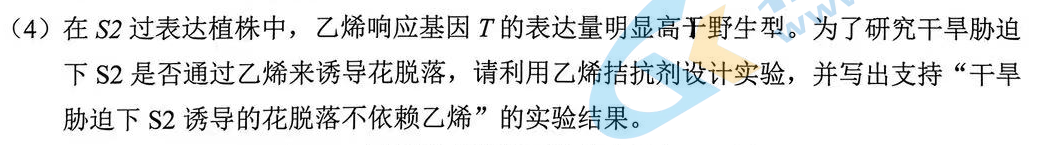 （4）在 S2 过表达植株中，乙烯响应基因 T 的表达量明显高于野生型。为了研究干旱胁迫
下 S2 是否通过乙烯来诱导花脱落，请利用乙烯拮抗剂设计实验，并写出支持“干旱
胁迫下 S2 诱导的花脱落不依赖乙烯”的实验结果。